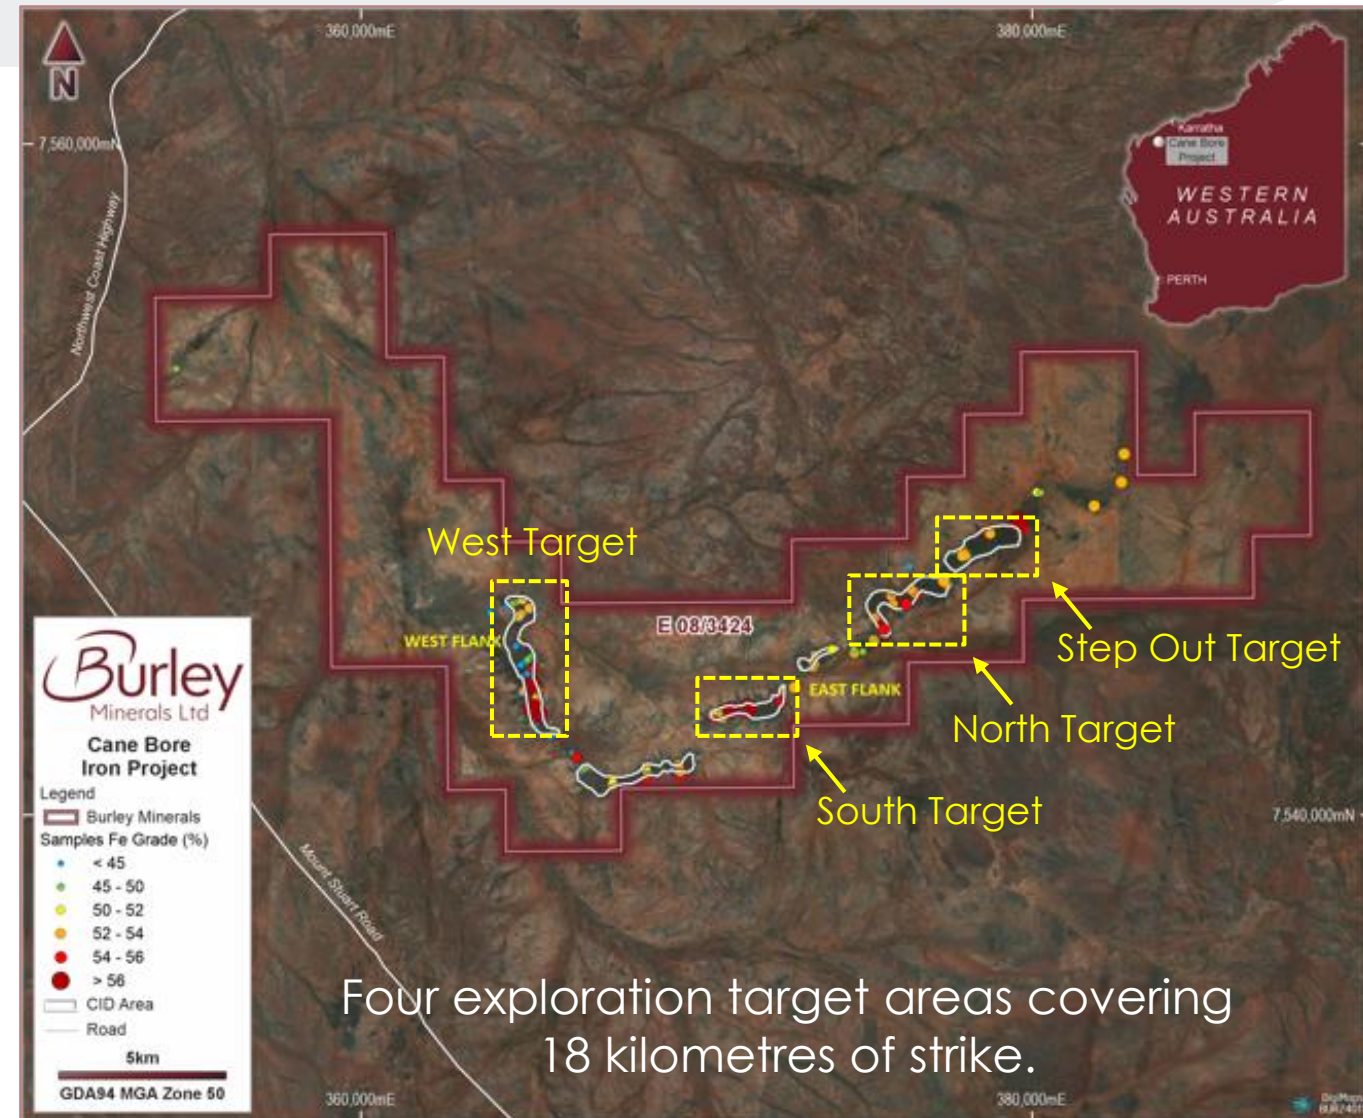 N
360,000mE
380,000mE
7,560,000mN
Northwest Coast Highway
Karratha
Cane Bore
Project
WESTERN
AUSTRALIA
PERTH
West Target
WEST FLANK
E 08/3424
Step Out Target
EAST FLANK
North Target
South Target
7,540,000mN
Mount Stuart Road
Burley
Minerals Ltd
Cane Bore
Iron Project
Legend
Burley Minerals
Samples Fe Grade (%)
< 45
45 - 50
50 - 52
52 - 54
54 - 56
> 56
CID Area
Road
5km
GDA94 MGA Zone 50
Four exploration target areas covering
18 kilometres of strike.
360,000mE
380,000mE
DigiMaps